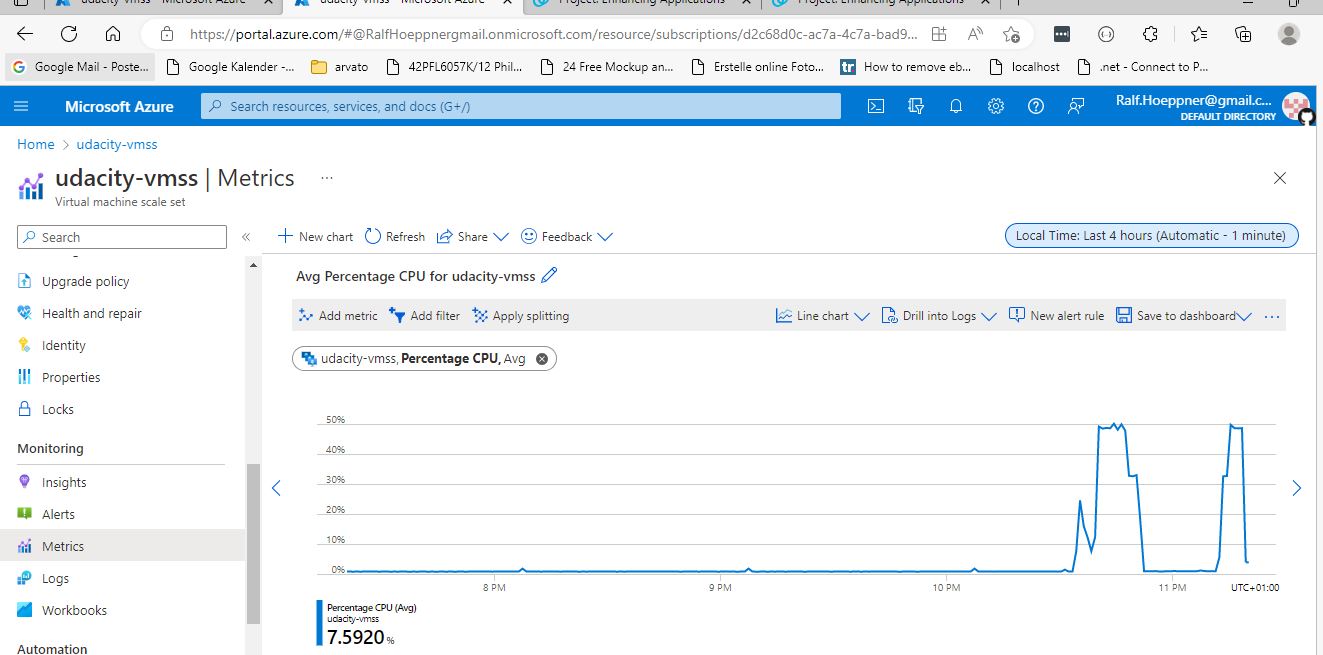 udacity-vmss - Microsoft Azure
udacity-vmss - Microsoft Azure
Project: Enhancing Applications
Project: Enhancing Applications
https://portal.azure.com/#@RalfHoeppnergmail.onmicrosoft.com/resource/subscriptions/d2c68d0c-ac7a-4c7a-bad9...
Google Mail - Poste...
Google Kalender -...
arvato
42PFL6057K/12 Phil...
24 Free Mockup an...
Erstelle online Foto...
tr How to remove eb...
localhost
.net - Connect to P...
Microsoft Azure
Search resources, services, and docs (G+/)
Ralf.Hoeppner@gmail.c...
DEFAULT DIRECTORY
Home > udacity-vmss
udacity-vmss | Metrics ...
Virtual machine scale set
Search
«
New chart
Refresh
Share
Feedback
Local Time: Last 4 hours (Automatic - 1 minute)
Upgrade policy
Health and repair
Identity
Properties
Locks
Monitoring
Insights
Alerts
Metrics
Logs
Workbooks
Automation
Avg Percentage CPU for udacity-vmss
Add metric
Add filter
Apply splitting
Line chart
Drill into Logs
New alert rule
Save to dashboard
...
udacity-vmss, Percentage CPU, Avg
50%
40%
30%
20%
10%
0%
8 PM
9 PM
10 PM
11 PM
UTC+01:00
Percentage CPU (Avg)
udacity-vmss
7.5920 %